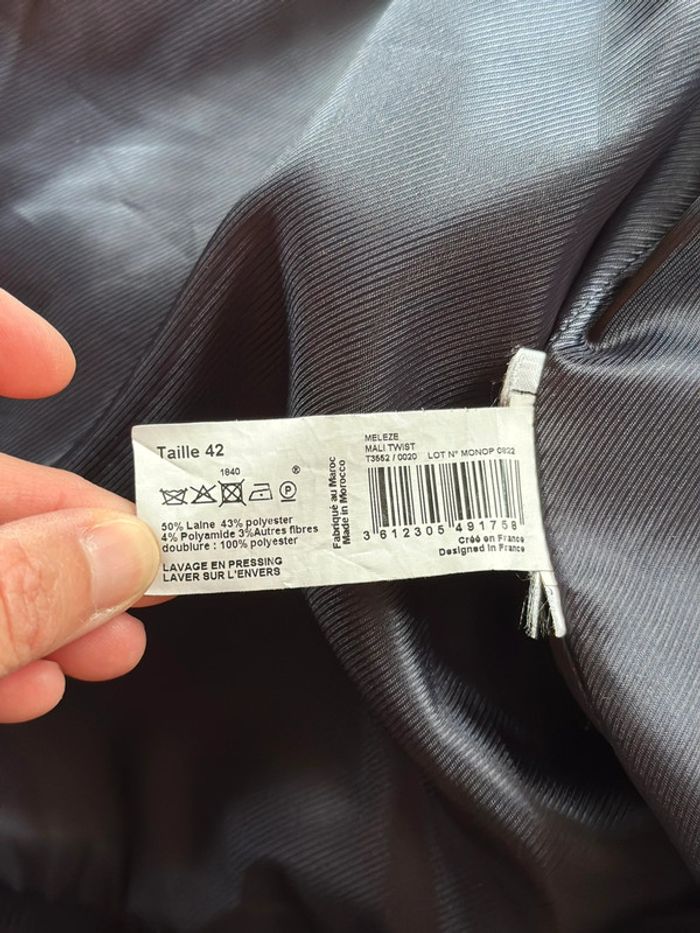 Taille 42
1840
®
P
50% Laine 43% polyester
4% Polyamide 3%Autres fibres
doublure : 100% polyester
LAVAGE EN PRESSING
LAVER SUR L'ENVERS
Fabriqué au Maroc
Made in Morocco
MELEZE
MALI TWIST
T3552 / 0020 LOT N° MONOP 0822
3 612305 491758
Créé en France
Designed in France